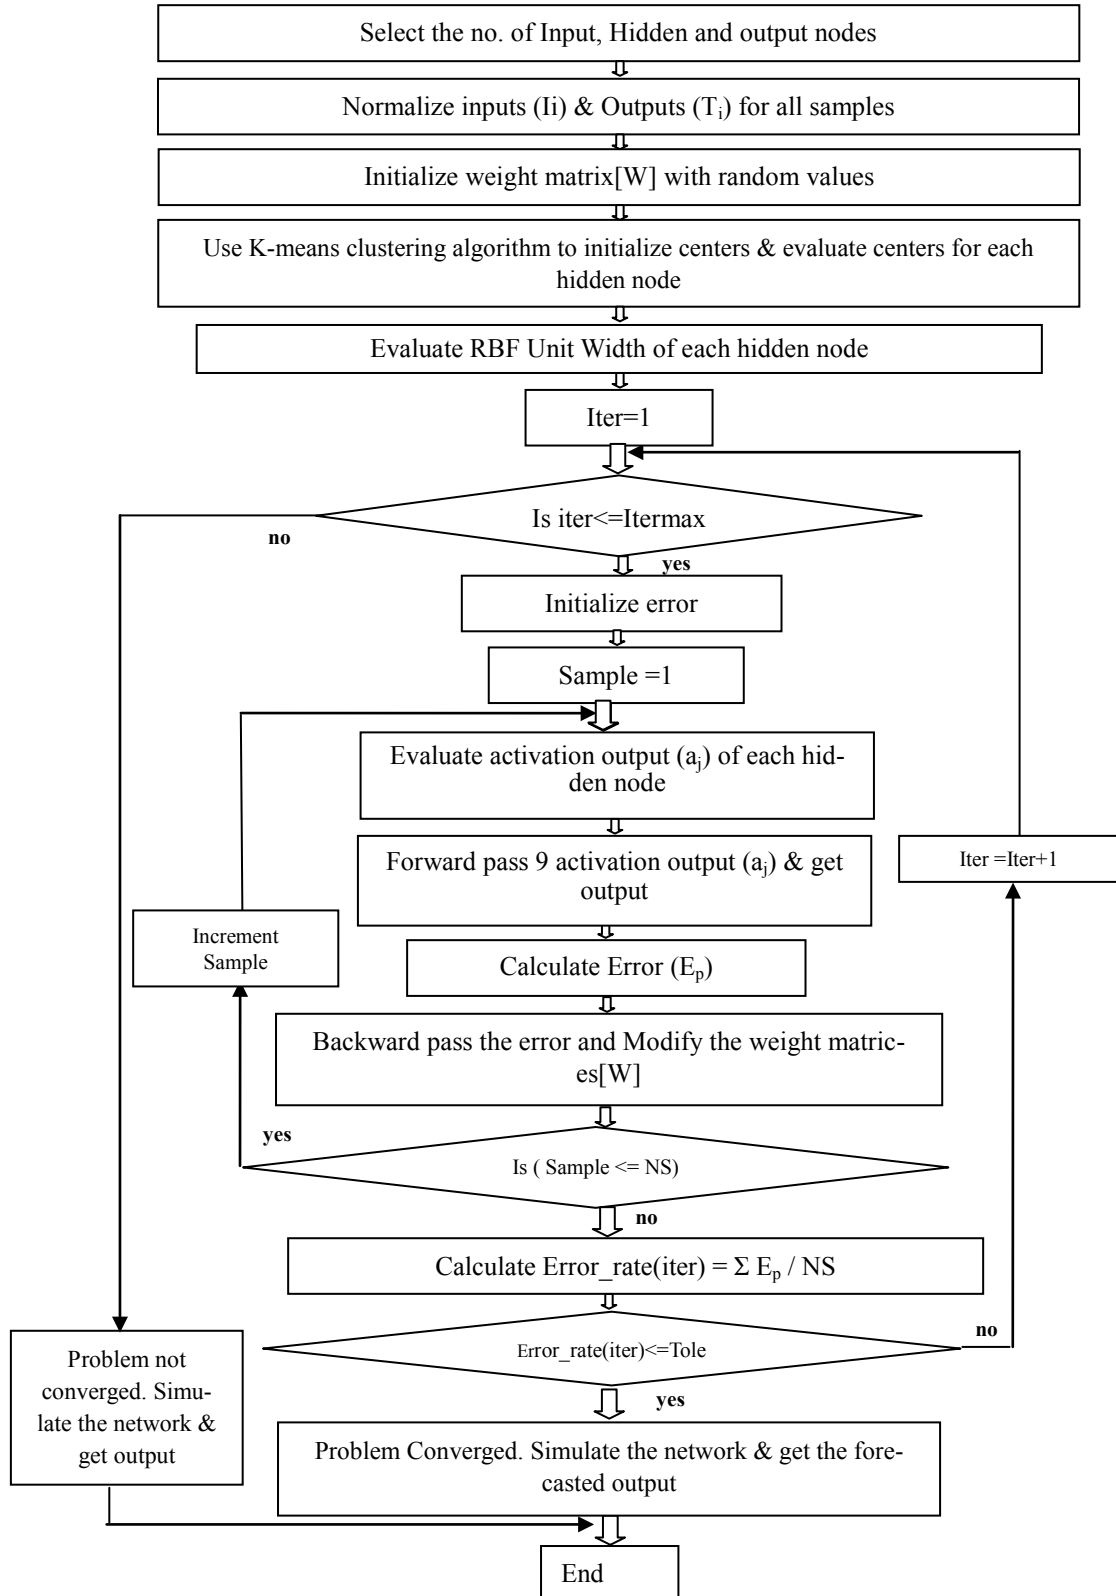 Select the no. of Input, Hidden and output nodes
Normalize inputs (Ii) & Outputs (Ti) for all samples
Initialize weight matrix[W] with random values
Use K-means clustering algorithm to initialize centers & evaluate centers for each
hidden node
Evaluate RBF Unit Width of each hidden node
Iter=1
Is iter<=Itermax
no
yes
Initialize error
Sample =1
Evaluate activation output (aj) of each hid-
den node
Forward pass 9 activation output (aj) & get
output
Iter =Iter+1
Increment
Sample
Calculate Error (Ep)
Backward pass the error and Modify the weight matric-
es[W]
yes
Is ( Sample <= NS)
no
Calculate Error_rate(iter) = Σ Ep / NS
Error_rate(iter)<=Tole
no
yes
Problem not
converged. Simu-
late the network &
get output
Problem Converged. Simulate the network & get the fore-
casted output
End